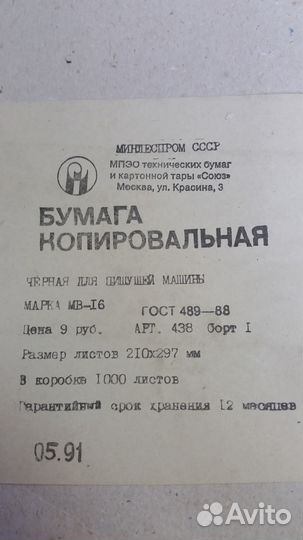 МИНЛЕСПРОМ СССР
МПЭО технических бумаг
и картонной тары «Союз»
Москва, ул. Красина, 3
БУМАГА
КОПИРОВАЛЬНАЯ
ЧЕРНАЯ ДЛЯ ПИШУЩЕЙ МАШИНЫ
МАРКА МВ-16 ГОСТ 489—88
Цена 9 руб. АРТ. 438 сорт I
Размер листов 210х297 мм
В коробке 1000 листов
Гарантийный срок хранения 12 месяцев
05.91
Avito